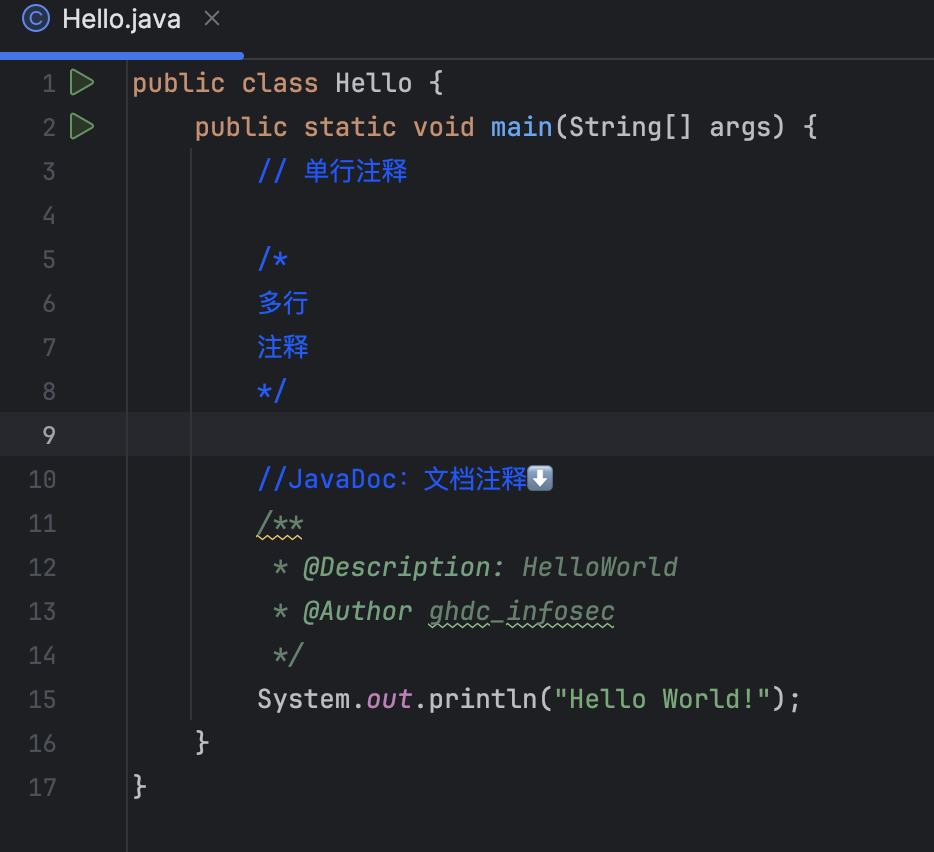 Hello.java
1 public class Hello {
2     public static void main(String[] args) {
3         // 单行注释
4
5         /*
6         多行
7         注释
8         */
9
10         //JavaDoc: 文档注释⬇️
11         /**
12          * @Description: HelloWorld
13          * @Author ghdc_infosec
14          */
15         System.out.println("Hello World!");
16     }
17 }